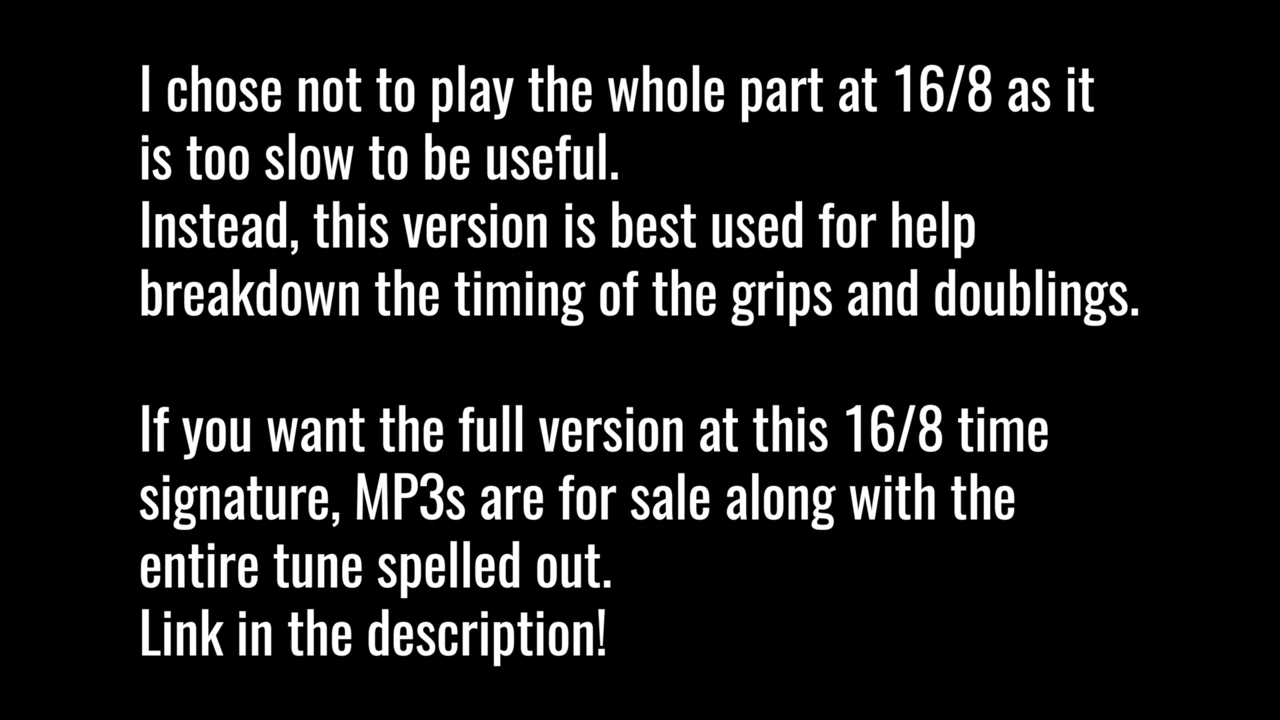 I chose not to play the whole part at 16/8 as it
is too slow to be useful.
Instead, this version is best used for help
breakdown the timing of the grips and doublings.
If you want the full version at this 16/8 time
signature, MP3s are for sale along with the
entire tune spelled out.
Link in the description!